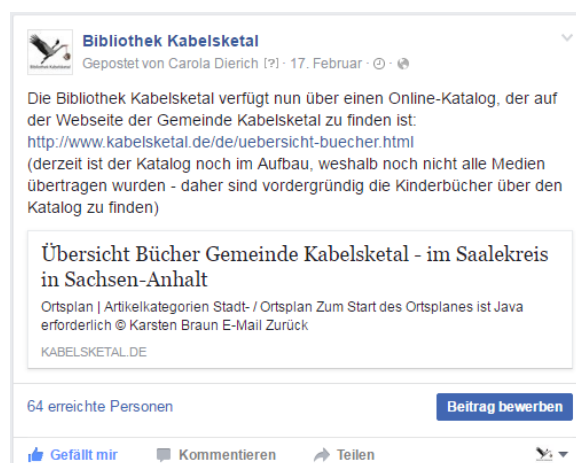 Bibliothek Kabelsketal
Gepostet von Carola Dierich [?] · 17. Februar ·
Die Bibliothek Kabelsketal verfügt nun über einen Online-Katalog, der auf
der Webseite der Gemeinde Kabelsketal zu finden ist:
http://www.kabelsketal.de/de/uebersicht-buecher.html
(derzeit ist der Katalog noch im Aufbau, weshalb noch nicht alle Medien
übertragen wurden - daher sind vordergründig die Kinderbücher über den
Katalog zu finden)
Übersicht Bücher Gemeinde Kabelsketal - im Saalekreis
in Sachsen-Anhalt
Ortsplan | Artikelkategorien Stadt- / Ortsplan Zum Start des Ortsplanes ist Java
erforderlich © Karsten Braun E-Mail Zurück
KABELSKETAL.DE
64 erreichte Personen
Beitrag bewerben
Gefällt mir Kommentieren Teilen